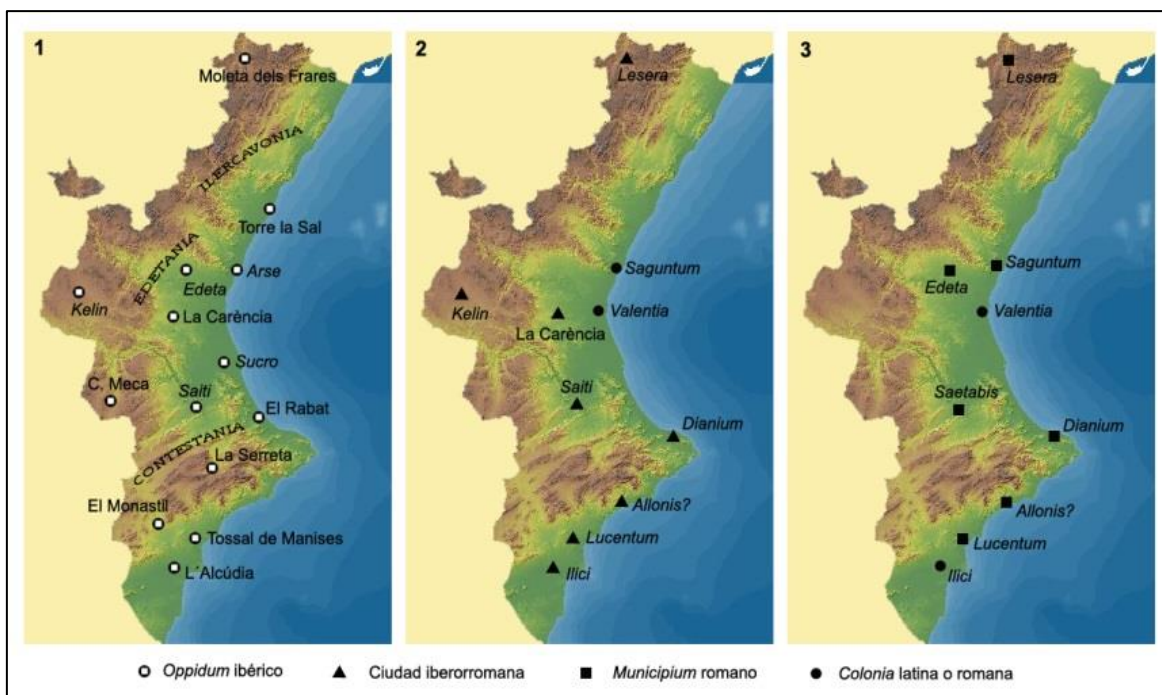 1
Moleta dels Frares
ILERCAVONIA
Torre la Sal
EDETANIA
Arse
Edeta
Kelin
La Carència
Sucro
C. Meca
Saiti
El Rabat
CONTESTANIA
La Serreta
El Monastil
Tossal de Manises
L´Alcúdia
2
Lesera
Saguntum
Kelin
Valentia
La Carència
Saiti
Dianium
Allonis?
Lucentum
Ilici
3
Lesera
Saguntum
Edeta
Valentia
Saetabis
Dianium
Allonis?
Lucentum
Ilici
Oppidum ibérico
Ciudad iberorromana
Municipium romano
Colonia latina o romana